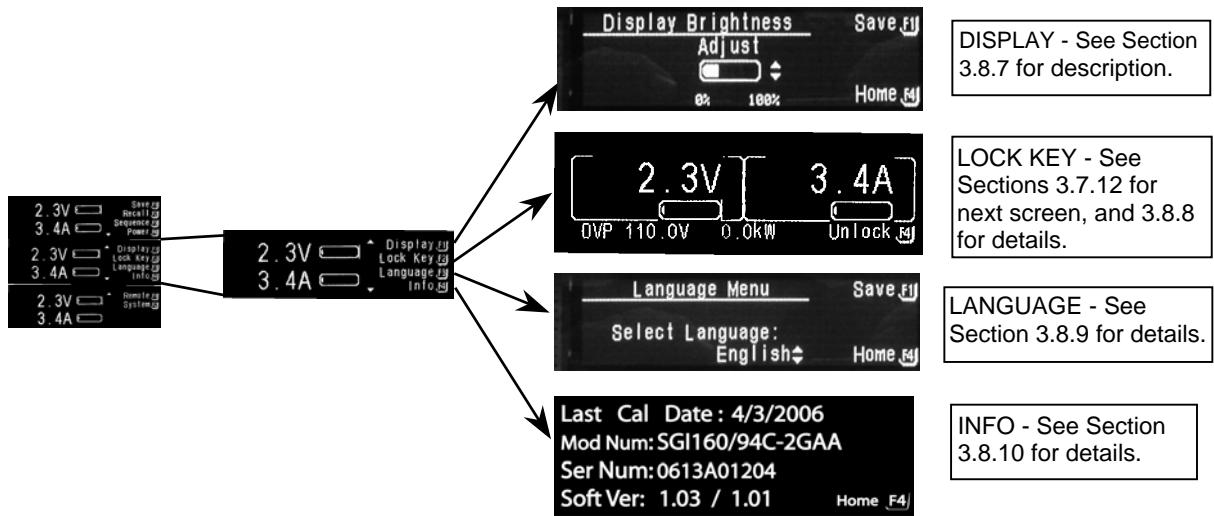 2.3V Save F1
Recall F2
3.4A Sequence F3
Power F4
2.3V Display F1
Lock Key F2
3.4A Language F3
Info F4
2.3V Remote F1
System F2
3.4A
2.3V Display F1
Lock Key F2
3.4A Language F3
Info F4
Display Brightness Save F1
Adjust
0% 100% Home F4
DISPLAY - See Section
3.8.7 for description.
2.3V 3.4A
OVP 110.0V 0.0kW Unlock F4
LOCK KEY - See
Sections 3.7.12 for
next screen, and 3.8.8
for details.
Language Menu Save F1
Select Language:
English Home F4
LANGUAGE - See
Section 3.8.9 for details.
Last Cal Date: 4/3/2006
Mod Num: SGI160/94C-2GAA
Ser Num: 0613A01204
Soft Ver: 1.03 / 1.01 Home F4
INFO - See Section
3.8.10 for details.